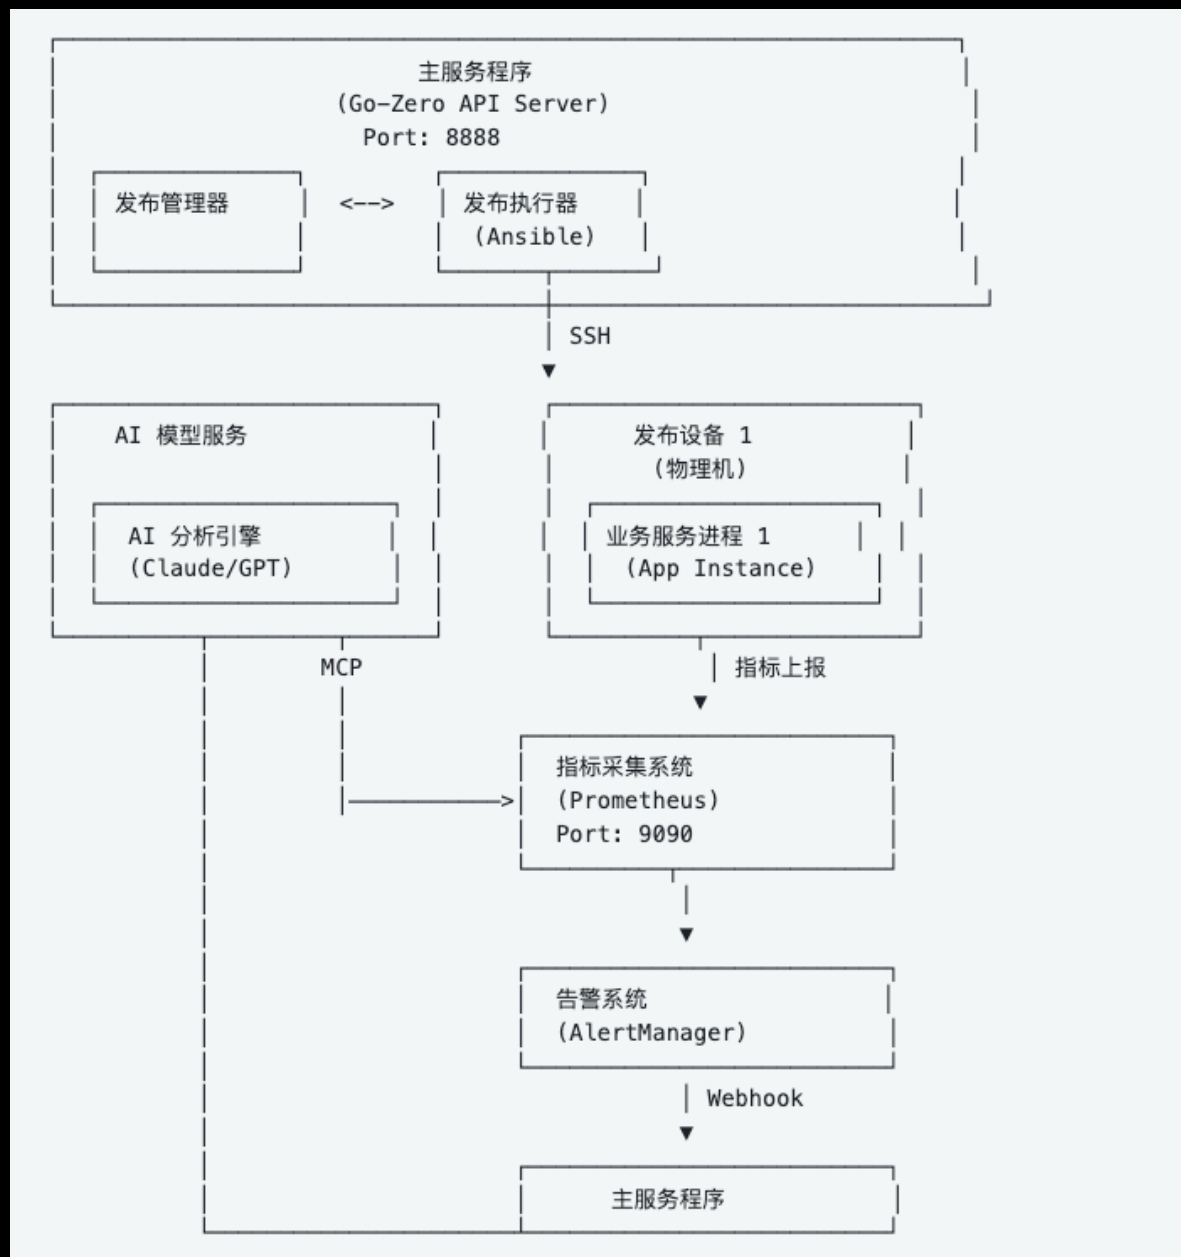 主服务程序
(Go-Zero API Server)
Port: 8888
发布管理器 <--> 发布执行器
(Ansible)
SSH
AI 模型服务
发布设备 1
(物理机)
AI 分析引擎
(Claude/GPT)
业务服务进程 1
(App Instance)
MCP
指标上报
指标采集系统
(Prometheus)
Port: 9090
告警系统
(AlertManager)
Webhook
主服务程序